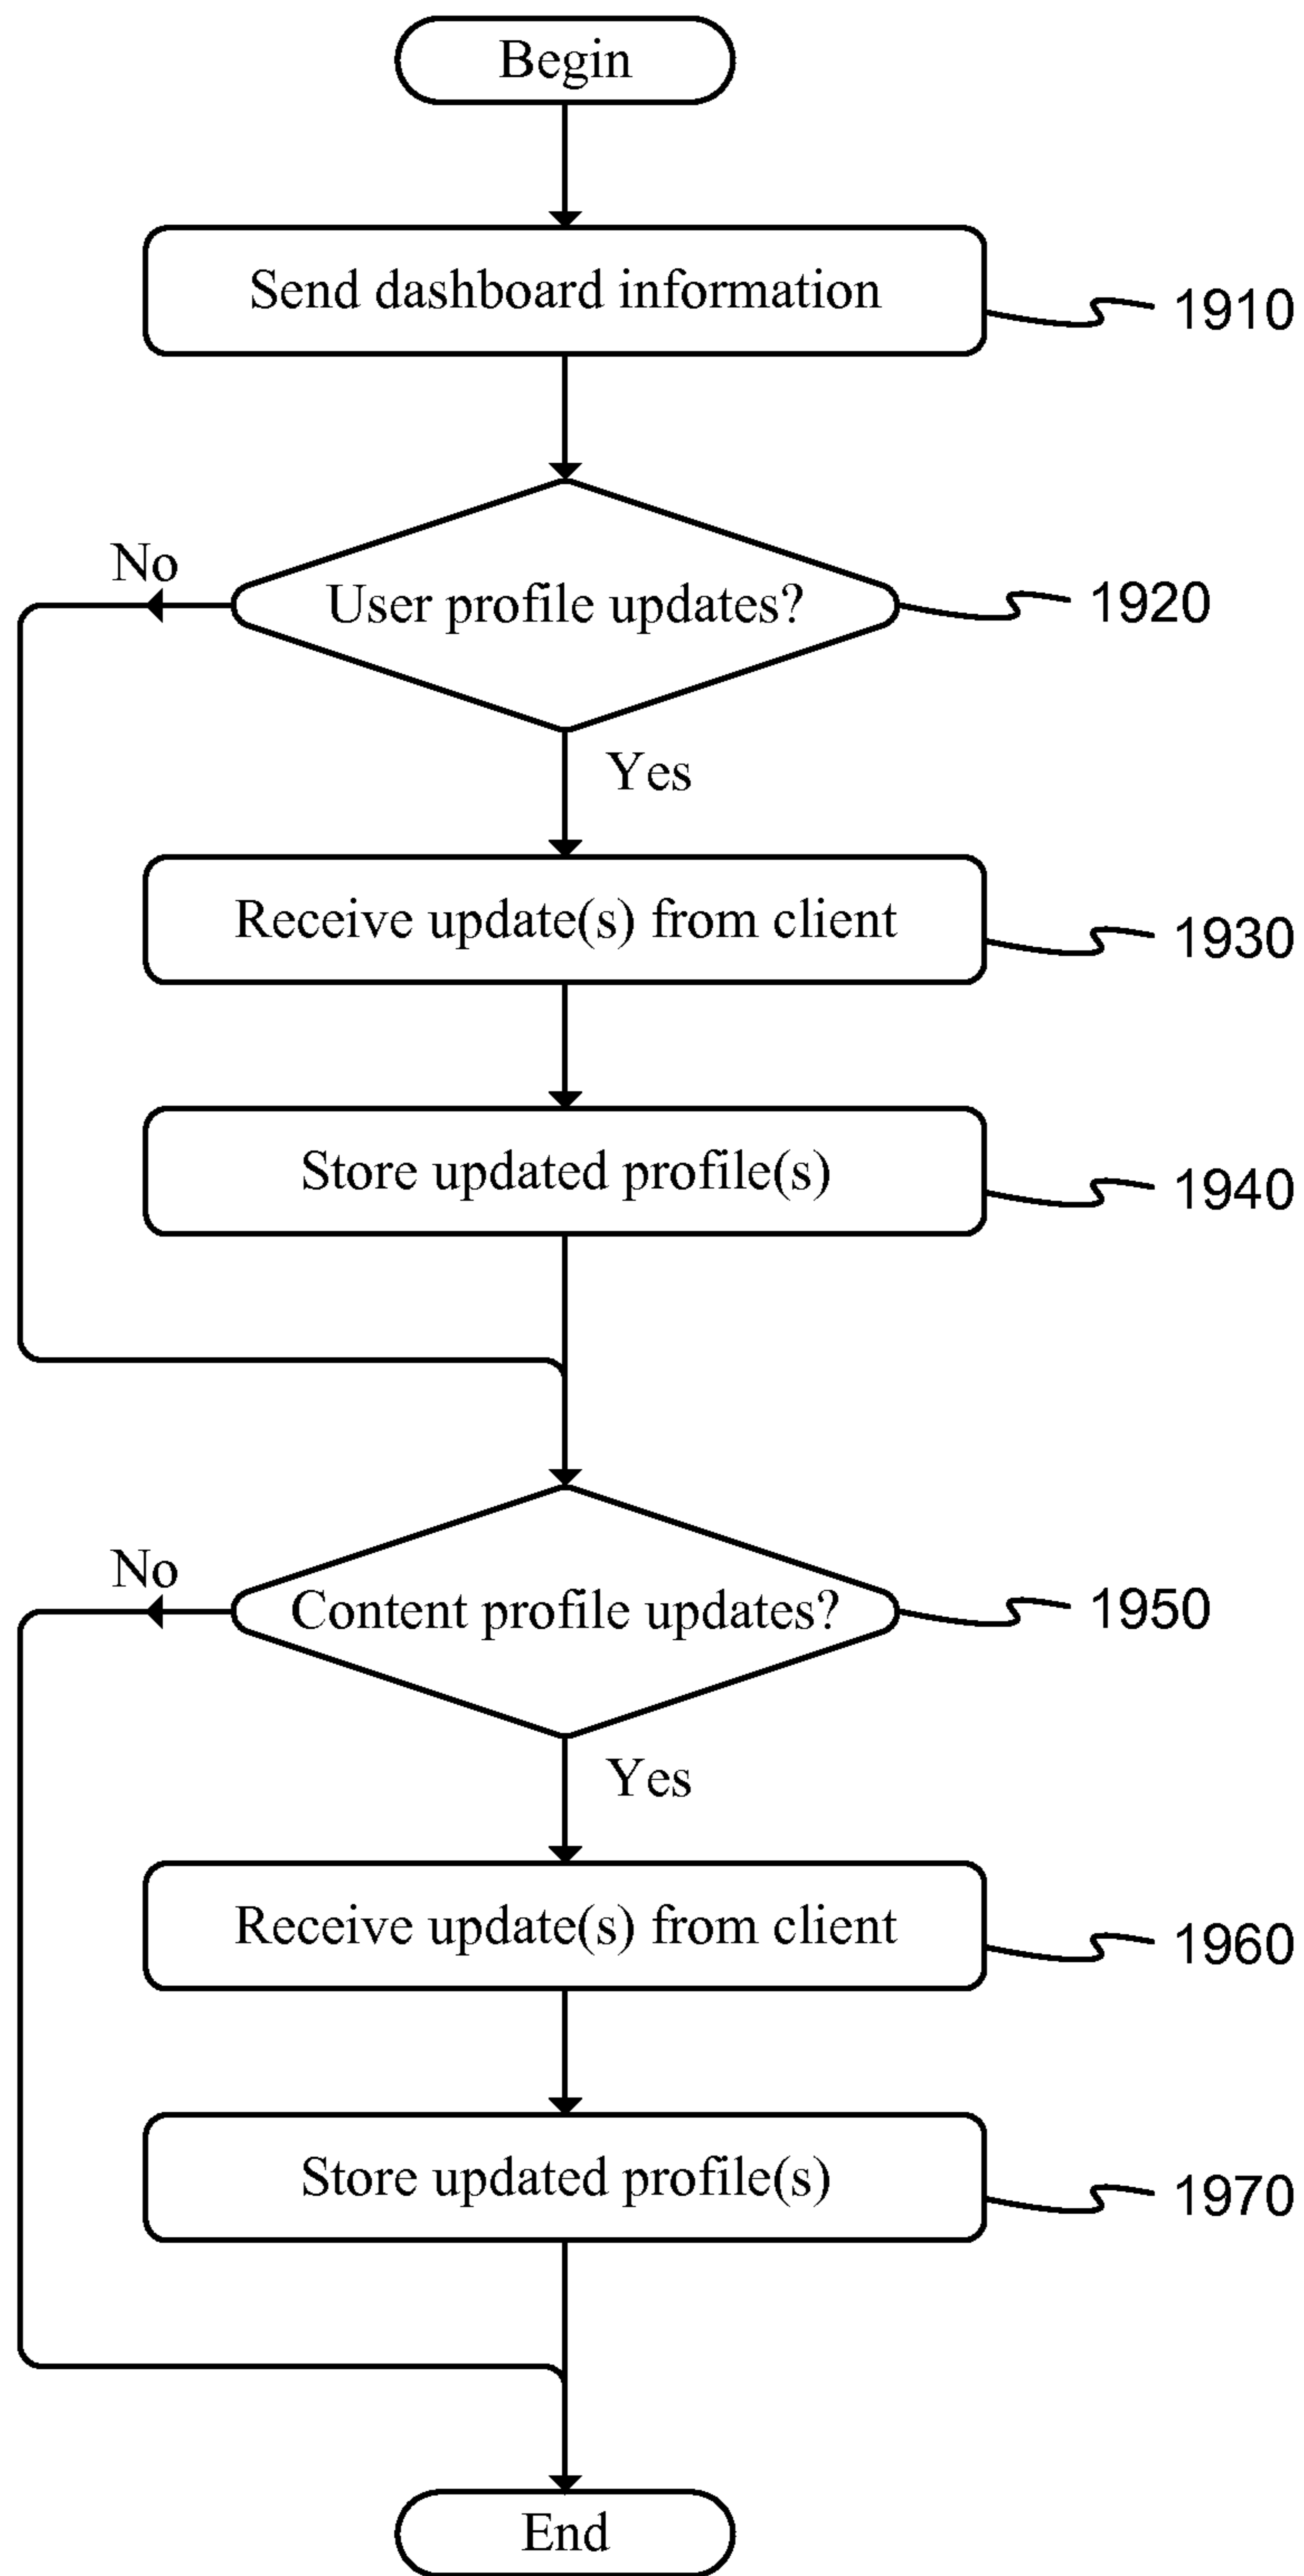 Begin
Send dashboard information
1910
No
User profile updates?
1920
Yes
Receive update(s) from client
1930
Store updated profile(s)
1940
No
Content profile updates?
1950
Yes
Receive update(s) from client
1960
Store updated profile(s)
1970
End